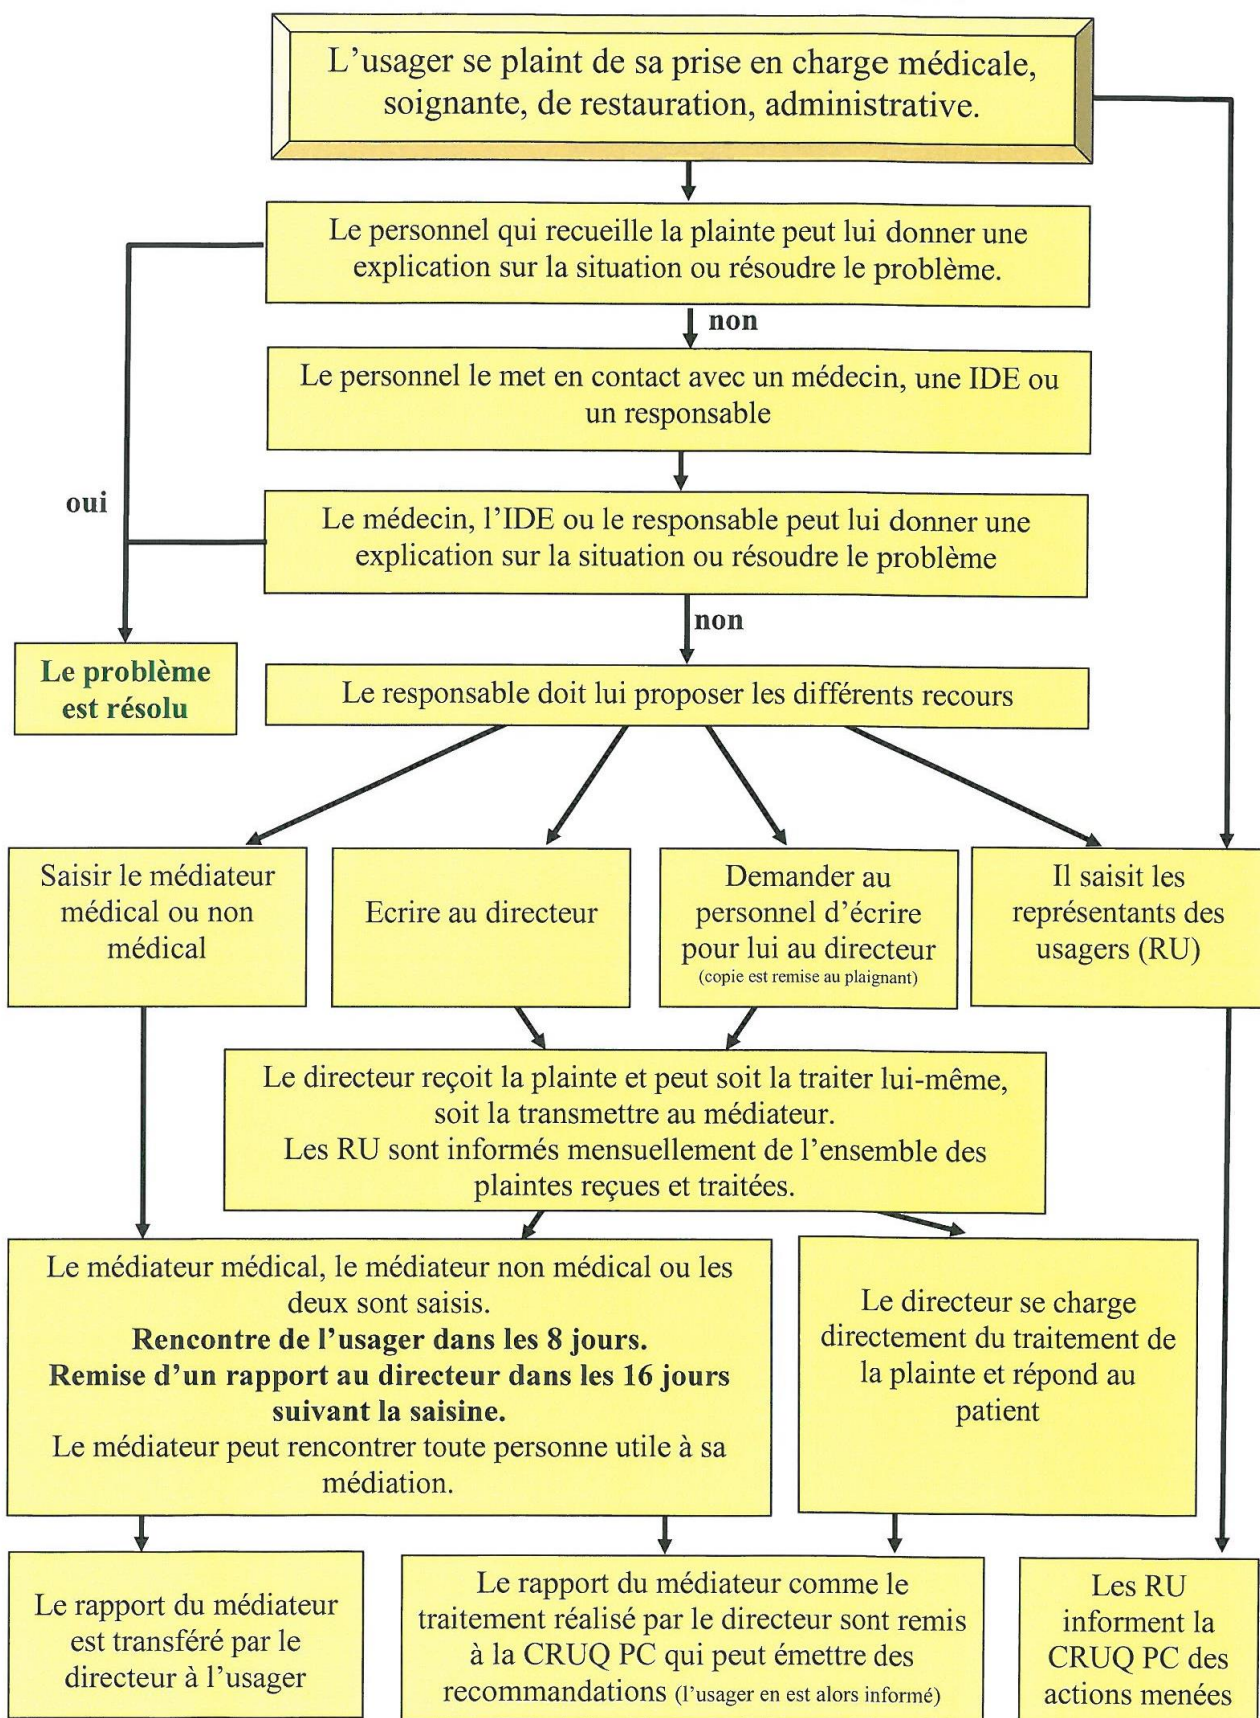 L'usager se plaint de sa prise en charge médicale,
soignante, de restauration, administrative.
Le personnel qui recueille la plainte peut lui donner une
explication sur la situation ou résoudre le problème.
non
Le personnel le met en contact avec un médecin, une IDE ou
un responsable
oui
Le médecin, l'IDE ou le responsable peut lui donner une
explication sur la situation ou résoudre le problème
non
Le problème
est résolu
Le responsable doit lui proposer les différents recours
Saisir le médiateur
médical ou non
médical
Ecrire au directeur
Demander au
personnel d'écrire
pour lui au directeur
(copie est remise au plaignant)
Il saisit les
représentants des
usagers (RU)
Le directeur reçoit la plainte et peut soit la traiter lui-même,
soit la transmettre au médiateur.
Les RU sont informés mensuellement de l'ensemble des
plaintes reçues et traitées.
Le médiateur médical, le médiateur non médical ou les
deux sont saisis.
Rencontre de l'usager dans les 8 jours.
Remise d'un rapport au directeur dans les 16 jours
suivant la saisine.
Le médiateur peut rencontrer toute personne utile à sa
médiation.
Le directeur se charge
directement du traitement de
la plainte et répond au
patient
Le rapport du médiateur
est transféré par le
directeur à l'usager
Le rapport du médiateur comme le
traitement réalisé par le directeur sont remis
à la CRUQ PC qui peut émettre des
recommandations (l'usager en est alors informé)
Les RU
informent la
CRUQ PC des
actions menées